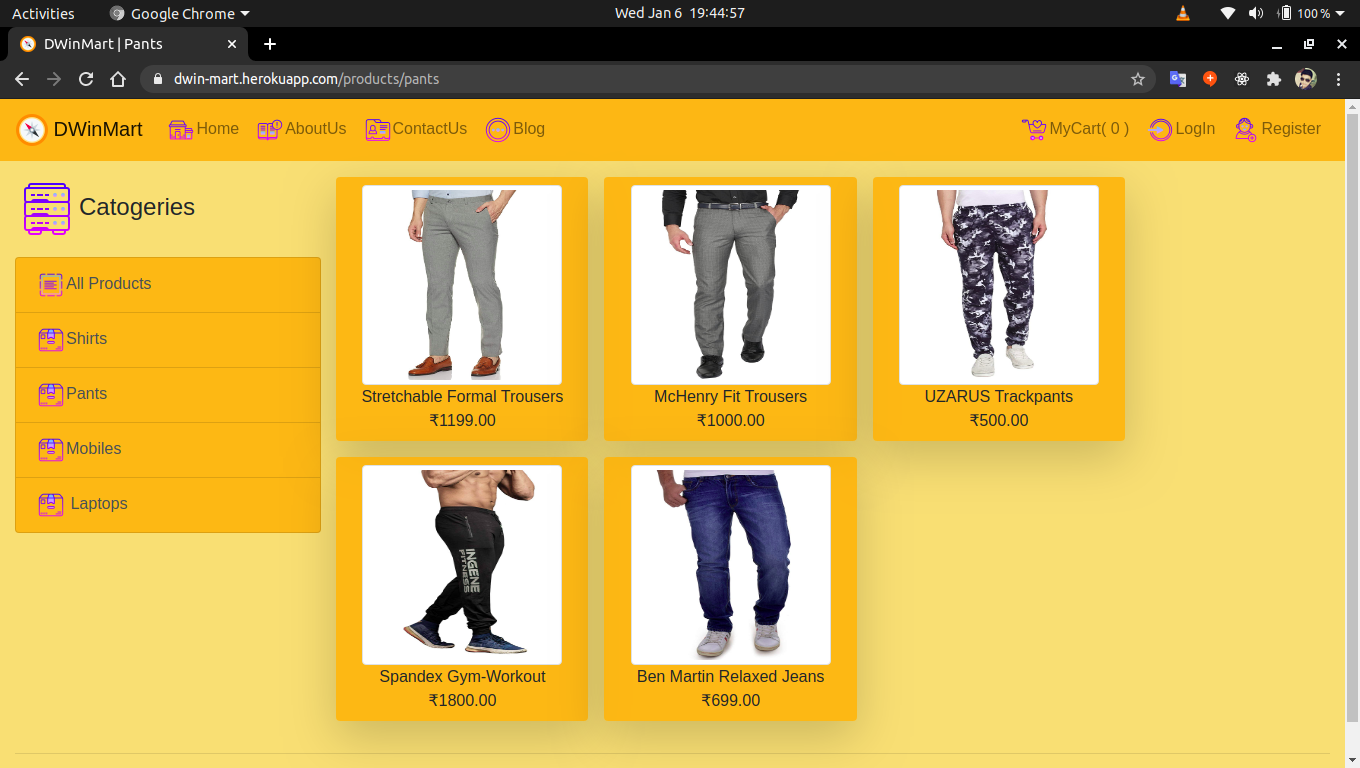 Activities Google Chrome Wed Jan 6 19:44:57 100 %
DWinMart | Pants
dwin-mart.herokuapp.com/products/pants
DWinMart Home AboutUs ContactUs Blog MyCart( 0 ) LogIn Register
Catogeries
All Products
Shirts
Pants
Mobiles
Laptops
Stretchable Formal Trousers
₹1199.00
McHenry Fit Trousers
₹1000.00
UZARUS Trackpants
₹500.00
INGENE
FITNESS
Spandex Gym-Workout
₹1800.00
Ben Martin Relaxed Jeans
₹699.00